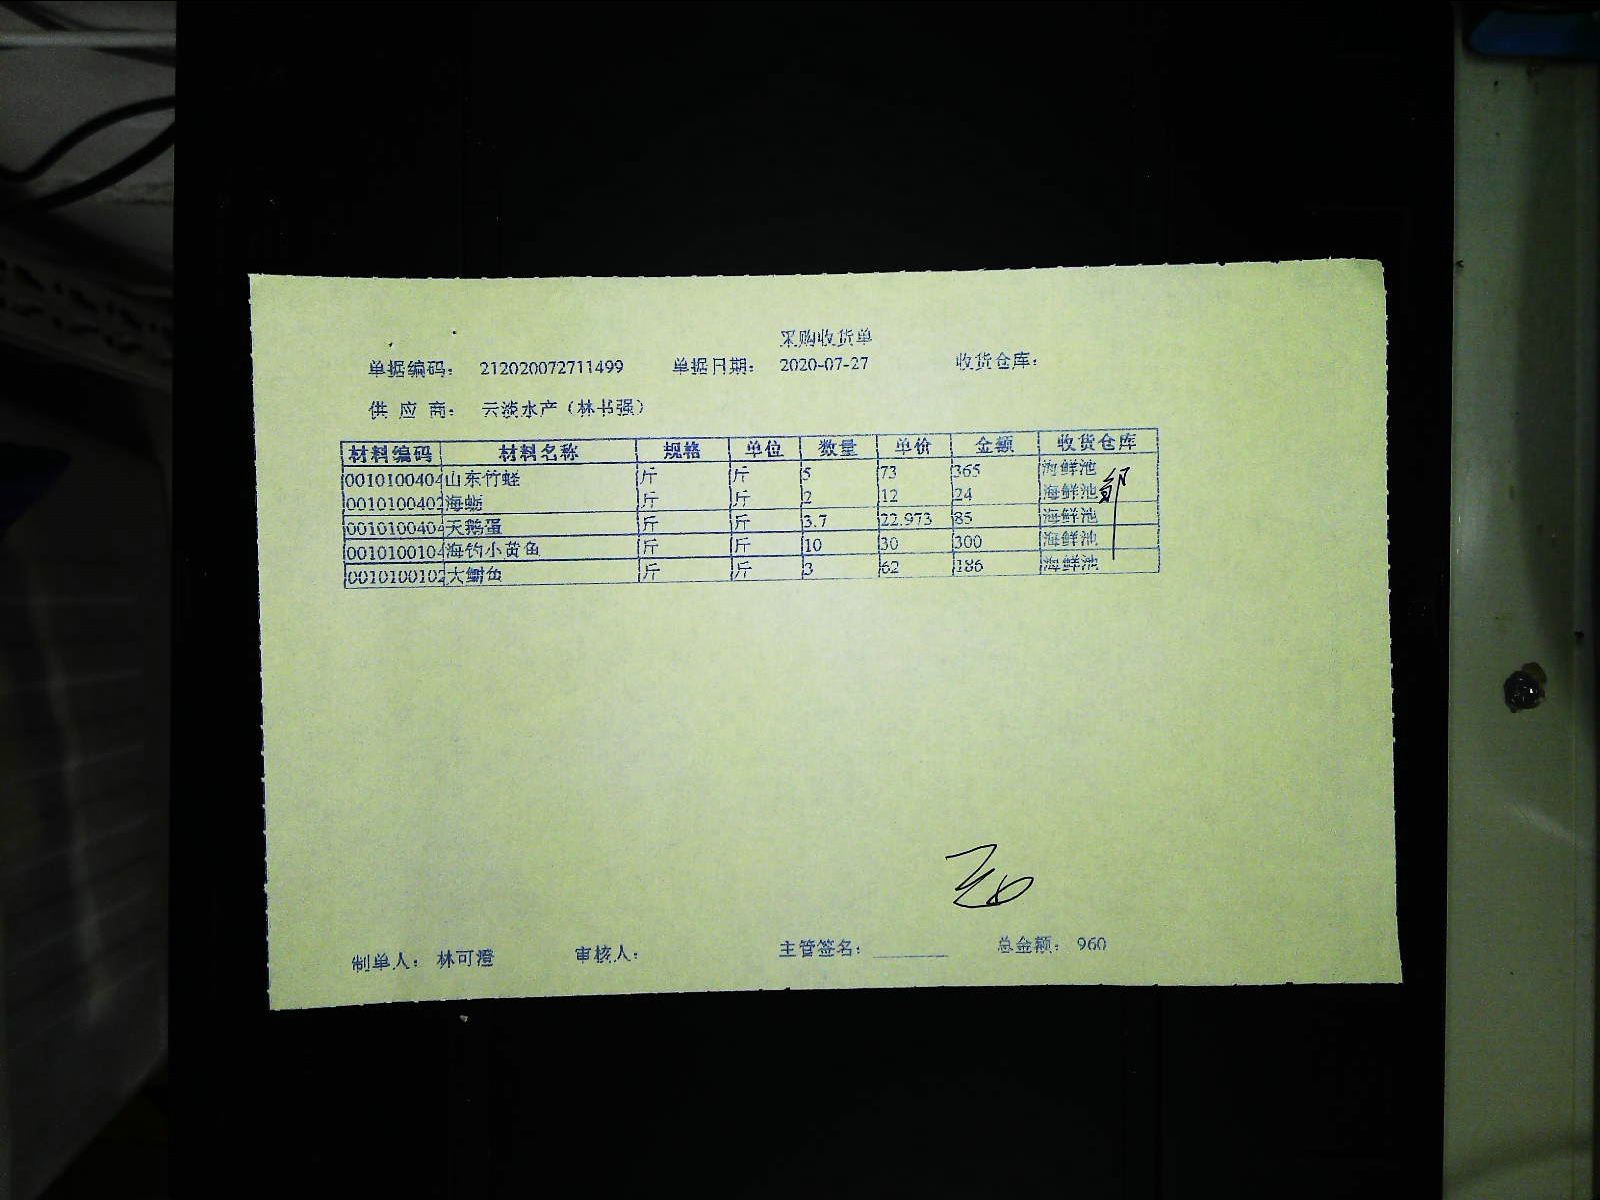 采购收货单
单据编码： 212020072711499 单据日期： 2020-07-27 收货仓库：
供 应 商： 云淡水产（林书强）
材料编码 材料名称 规格 单位 数量 单价 金额 收货仓库
0010100404 山东竹蛏 斤 斤 5 73 365 海鲜池
0010100402 海蛎 斤 斤 2 12 24 海鲜池
0010100404 天鹅蛋 斤 斤 3.7 22.973 85 海鲜池
0010100104 海钓小黄鱼 斤 斤 10 30 300 海鲜池
0010100102 大鲷鱼 斤 斤 3 62 186 海鲜池
制单人： 林可澄 审核人： 主管签名： 总金额： 960